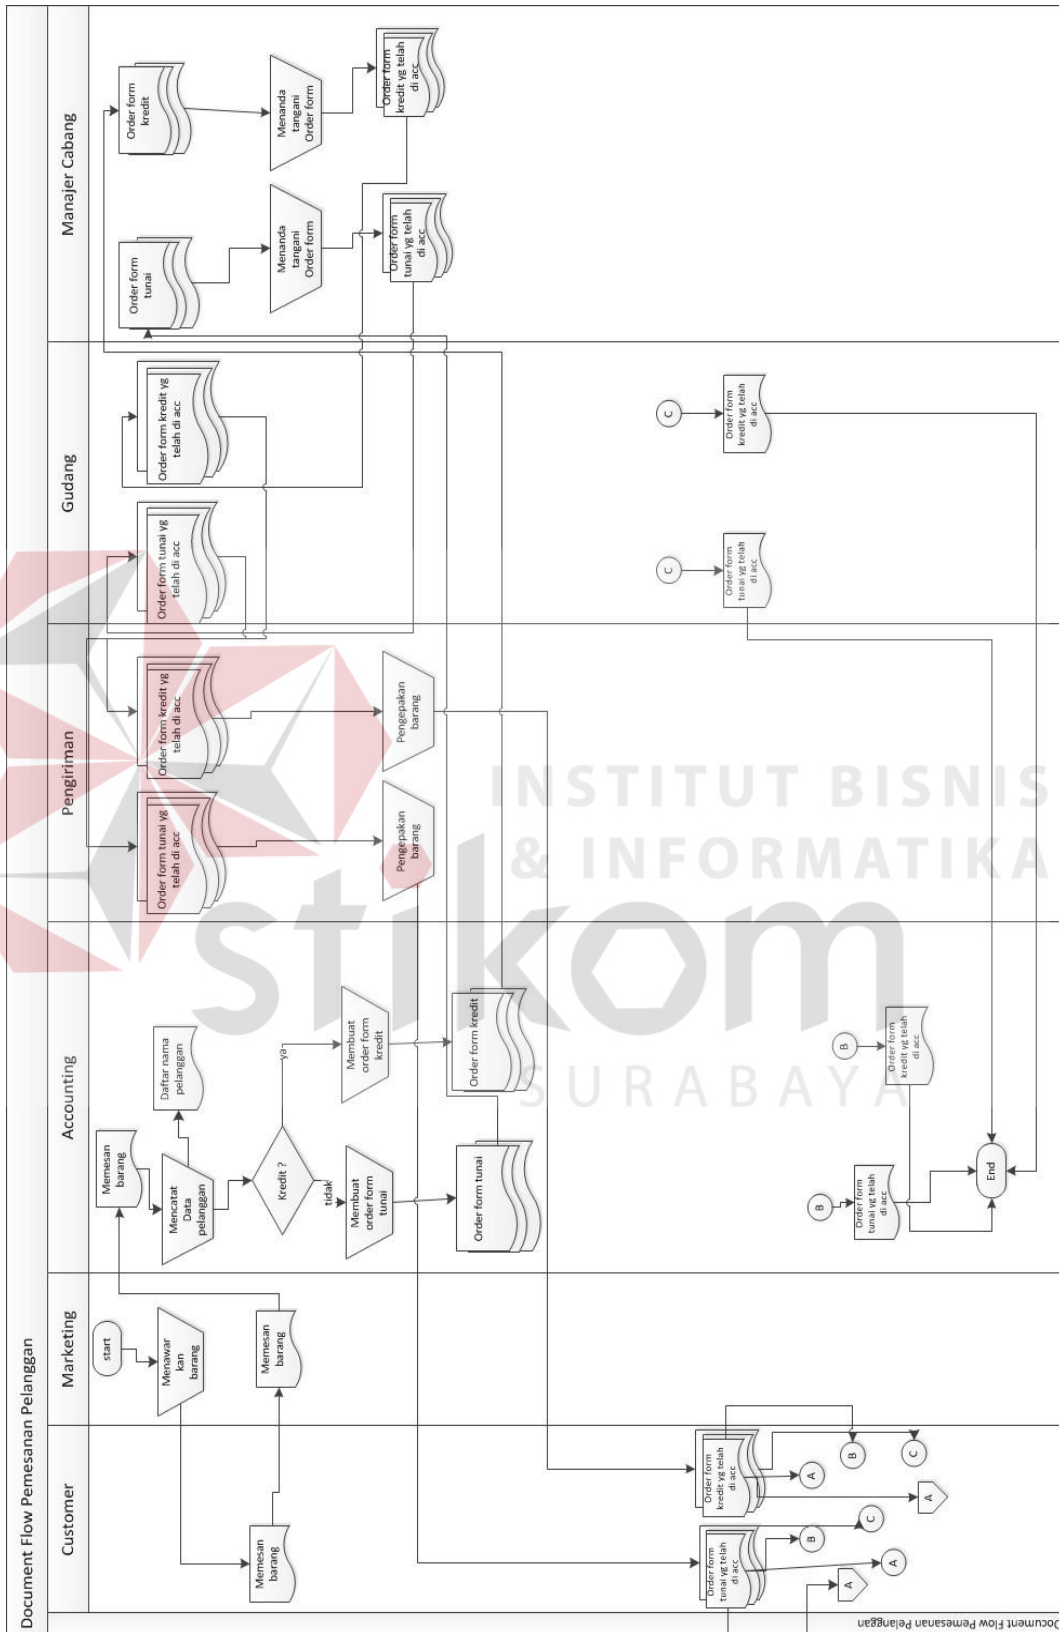 Document Flow Pemesanan Pelanggan
Customer
Marketing
Accounting
Pengiriman
Gudang
Manajer Cabang
Memesan
barang
Order form
tunai yg telah
di acc
Order form
kredit yg telah
di acc
A
B
C
A
A
B
C
A
start
Menawar
kan
barang
Memesan
barang
Memesan
barang
Mencatat
Data
pelanggan
Daftar nama
pelanggan
Kredit ?
ya
tidak
Membuat
order form
tunai
Membuat
order form
kredit
Order form tunai
Order form kredit
B
Order form
tunai yg telah
di acc
B
Order form
kredit yg telah
di acc
End
Order form tunai yg
telah di acc
Order form kredit yg
telah di acc
Pengepakan
barang
Pengepakan
barang
Order form tunai yg
telah di acc
Order form kredit yg
telah di acc
C
Order form
tunai yg telah
di acc
C
Order form
kredit yg telah
di acc
Order form
tunai
Order form
kredit
Menanda
tangani
Order form
Menanda
tangani
Order form
Order form
tunai yg telah
di acc
Order form
kredit yg telah
di acc
Document Flow Pemesanan Pelanggan
INSTITUT BISNIS
& INFORMATIKA
stikom
SURABAYA